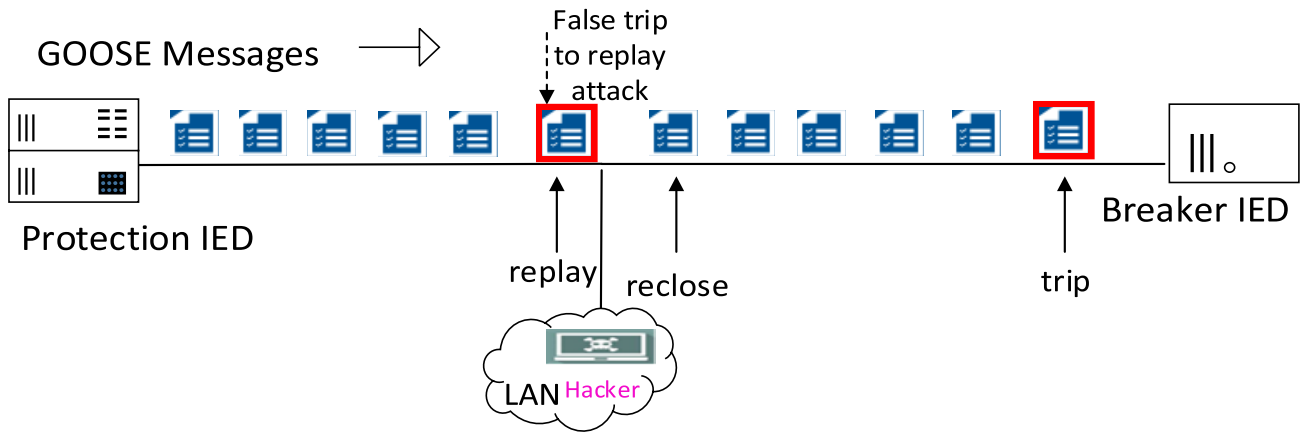 GOOSE Messages
False trip
to replay
attack
Protection IED
Breaker IED
replay
reclose
trip
LAN
Hacker